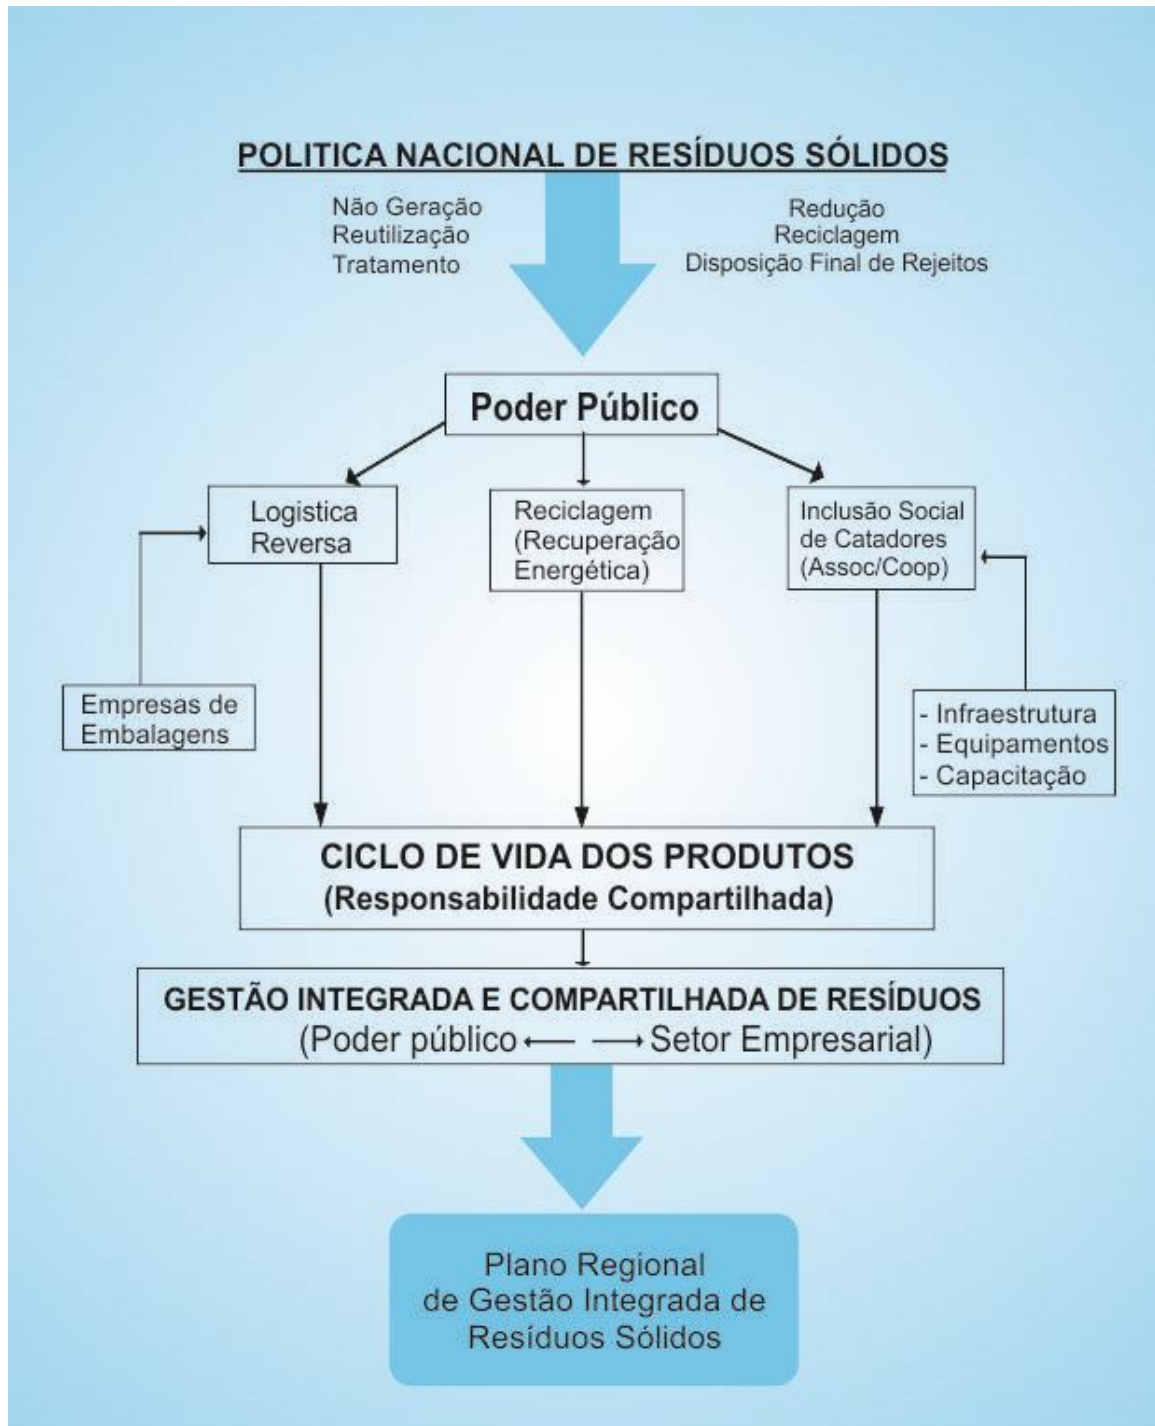 POLITICA NACIONAL DE RESÍDUOS SÓLIDOS
Não Geração
Reutilização
Tratamento
Redução
Reciclagem
Disposição Final de Rejeitos
Poder Público
Logistica
Reversa
Reciclagem
(Recuperação
Energética)
Inclusão Social
de Catadores
(Assoc/Coop)
Empresas de
Embalagens
- Infraestrutura
- Equipamentos
- Capacitação
CICLO DE VIDA DOS PRODUTOS
(Responsabilidade Compartilhada)
GESTÃO INTEGRADA E COMPARTILHADA DE RESÍDUOS
(Poder público ← → Setor Empresarial)
Plano Regional
de Gestão Integrada de
Resíduos Sólidos